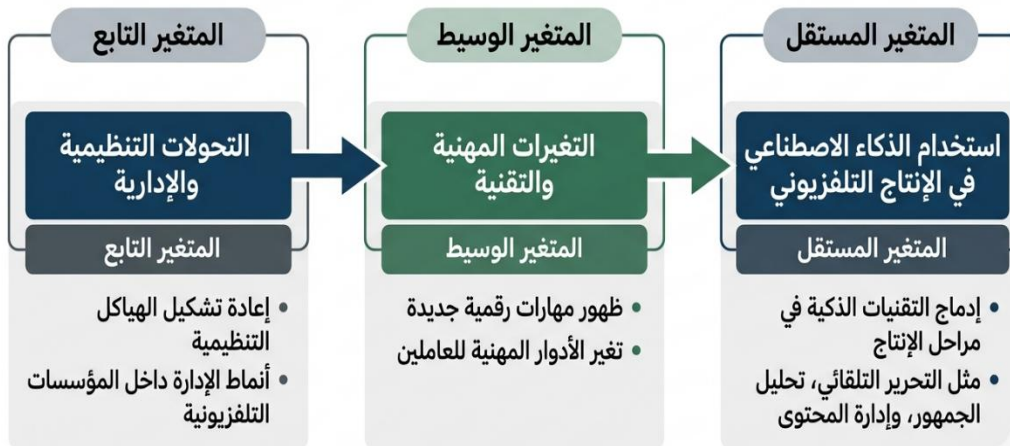 المتغير المستقل
استخدام الذكاء الاصطناعي
في الإنتاج التلفزيوني
المتغير المستقل
إدماج التقنيات الذكية في
مراحل الإنتاج
مثل التحرير التلقائي، تحليل
الجمهور، وإدارة المحتوى
المتغير الوسيط
التغيرات المهنية
والتقنية
المتغير الوسيط
ظهور مهارات رقمية جديدة
تغير الأدوار المهنية للعاملين
المتغير التابع
التحولات التنظيمية
والإدارية
المتغير التابع
إعادة تشكيل الهياكل
التنظيمية
أنماط الإدارة داخل المؤسسات
التلفزيونية